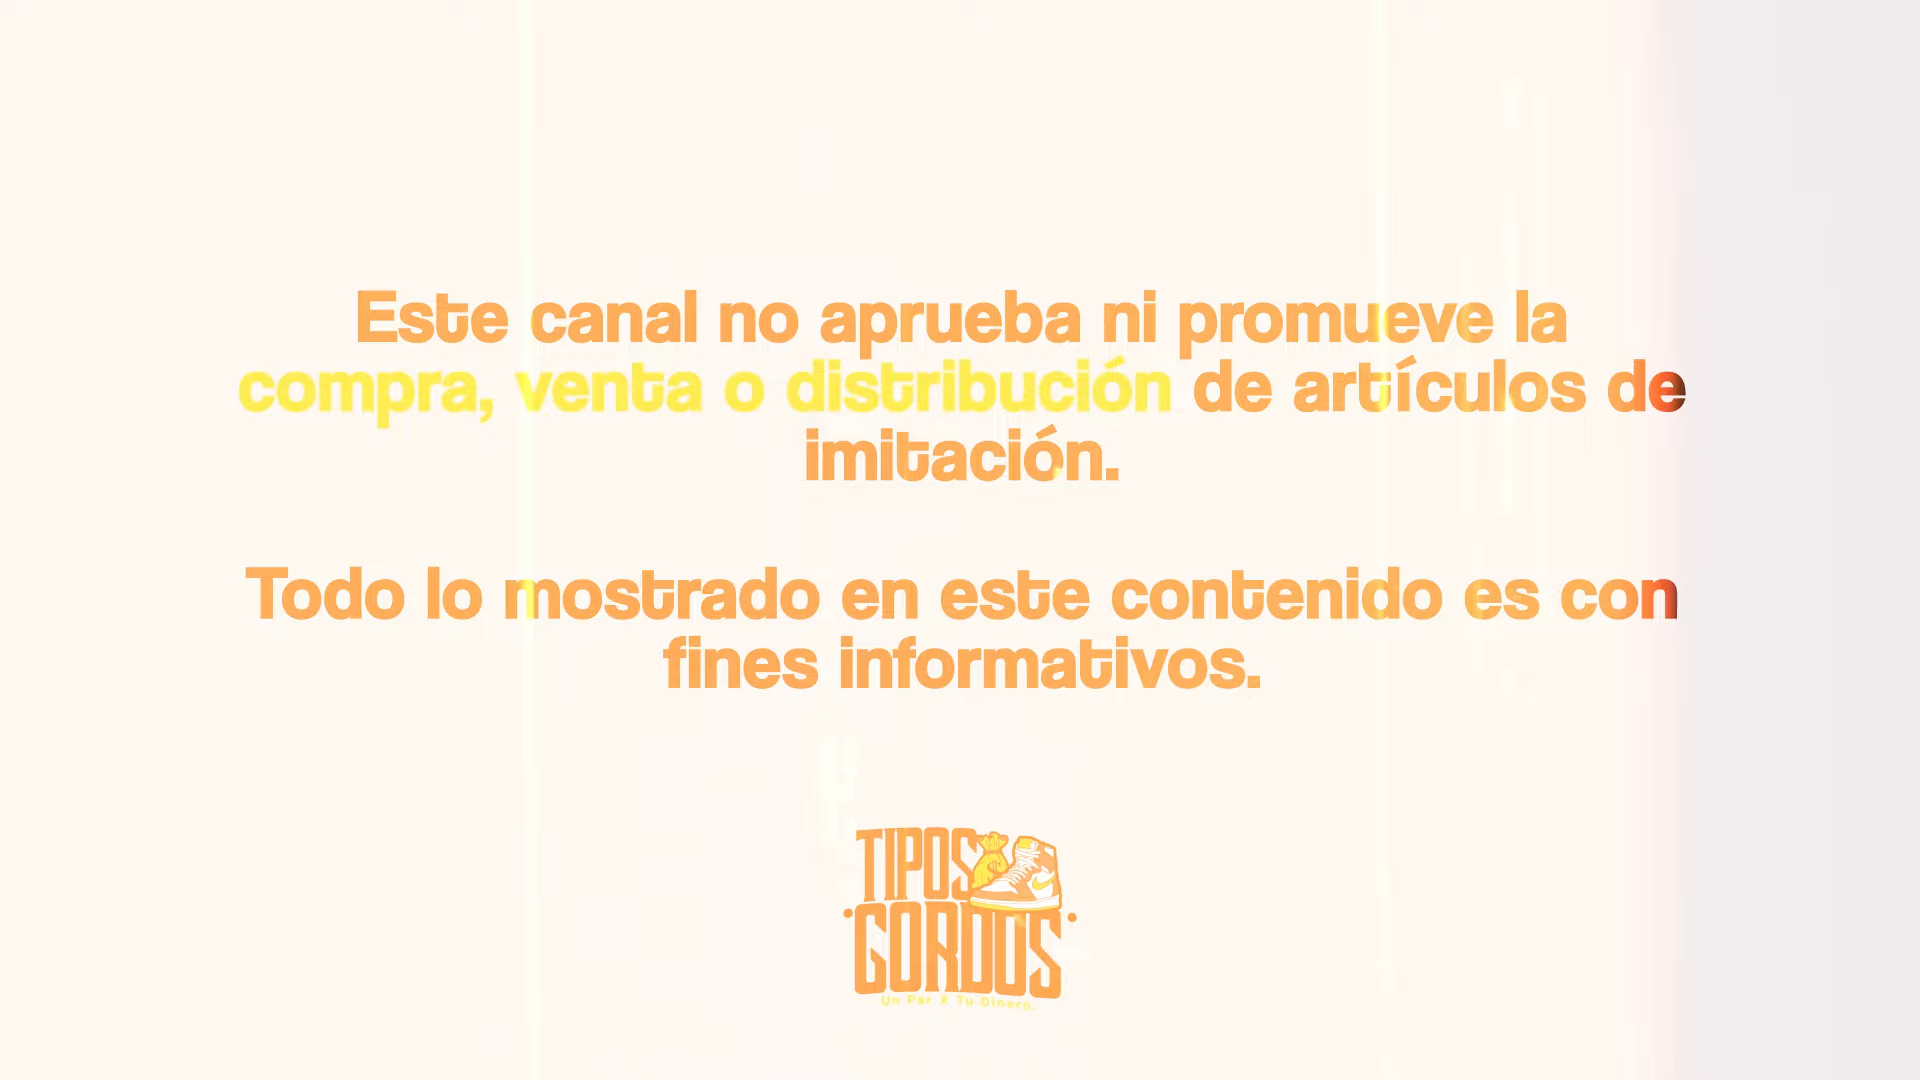 Este canal no aprueba ni promueve la
compra, venta o distribución de artículos de
imitación.
Todo lo mostrado en este contenido es con
fines informativos.
TIPOS
GORDOS
Un Par X Tu Dinero.